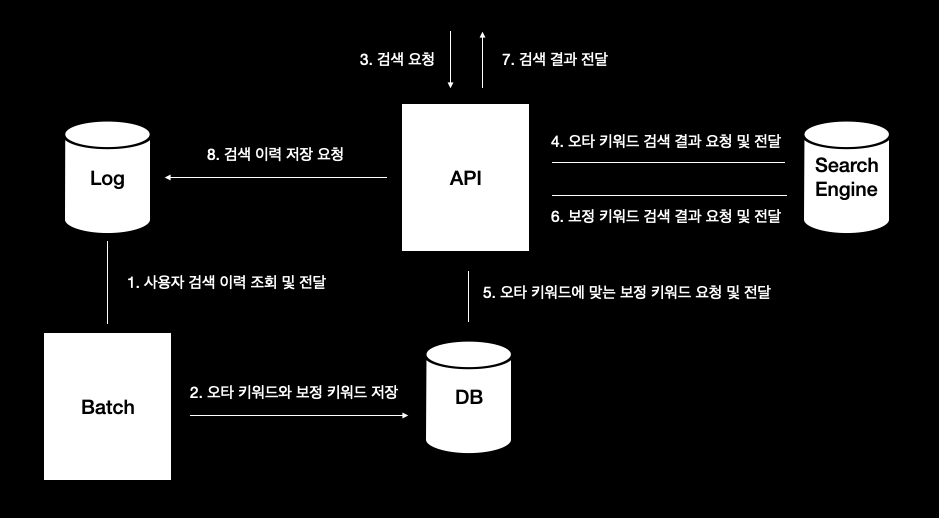 3. 검색 요청
7. 검색 결과 전달
8. 검색 이력 저장 요청
4. 오타 키워드 검색 결과 요청 및 전달
Log
API
Search
Engine
6. 보정 키워드 검색 결과 요청 및 전달
1. 사용자 검색 이력 조회 및 전달
5. 오타 키워드에 맞는 보정 키워드 요청 및 전달
2. 오타 키워드와 보정 키워드 저장
Batch
DB